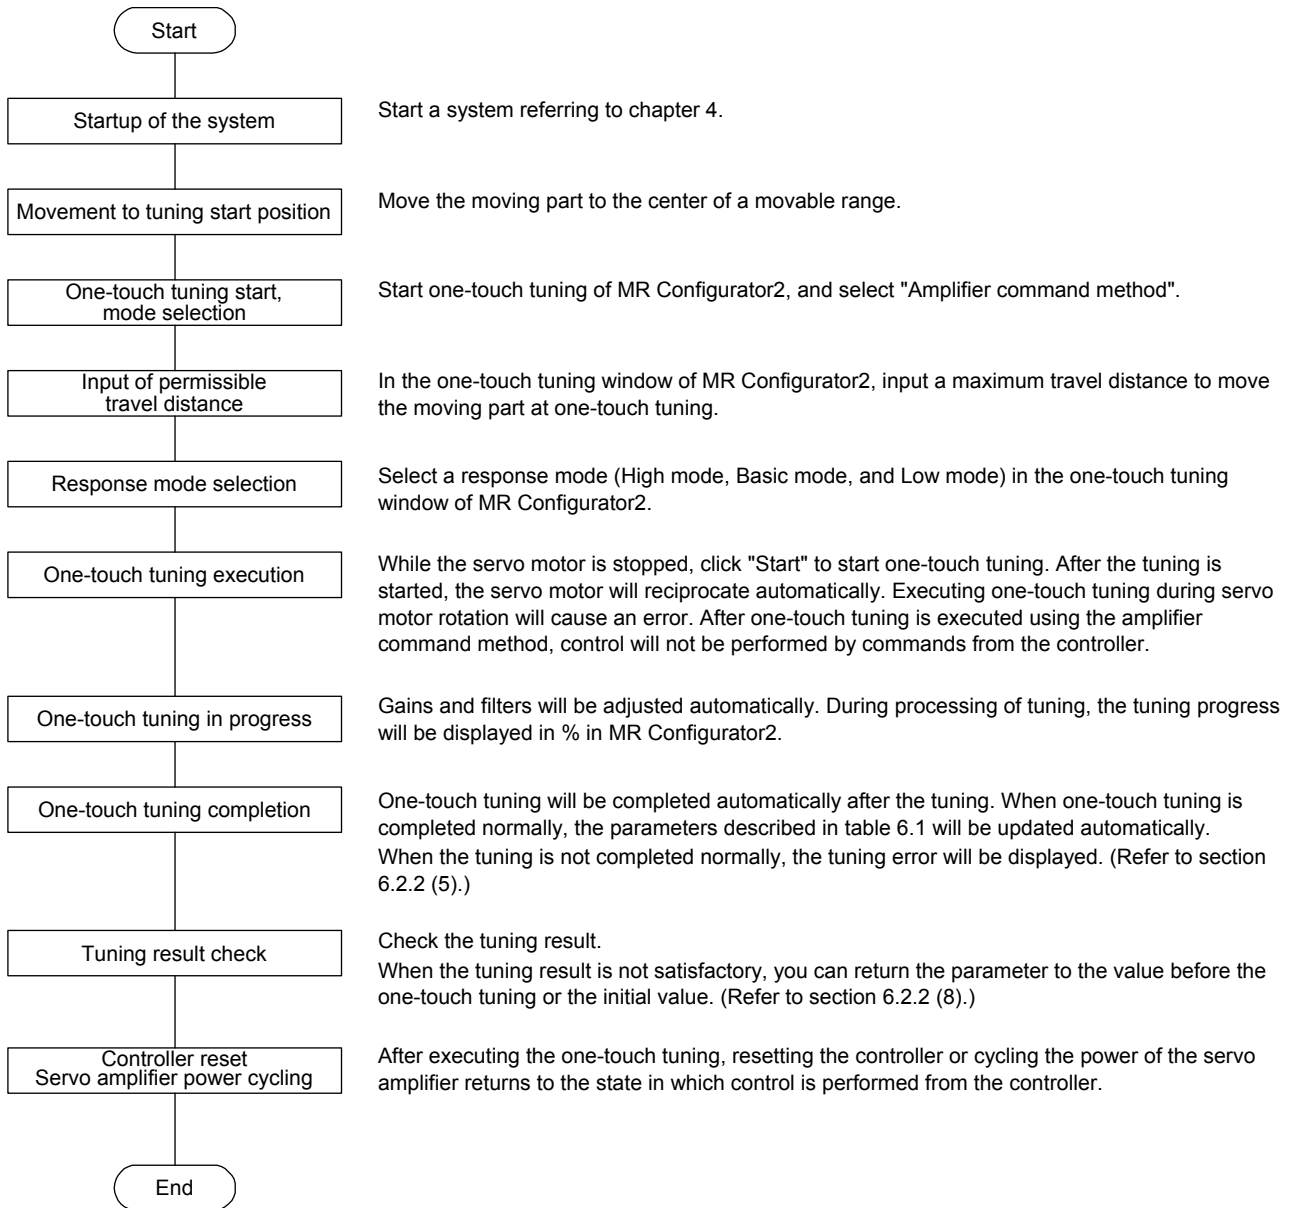 Start
Startup of the system
Start a system referring to chapter 4.
Movement to tuning start position
Move the moving part to the center of a movable range.
One-touch tuning start,
mode selection
Start one-touch tuning of MR Configurator2, and select "Amplifier command method".
Input of permissible
travel distance
In the one-touch tuning window of MR Configurator2, input a maximum travel distance to move
the moving part at one-touch tuning.
Response mode selection
Select a response mode (High mode, Basic mode, and Low mode) in the one-touch tuning
window of MR Configurator2.
One-touch tuning execution
While the servo motor is stopped, click "Start" to start one-touch tuning. After the tuning is
started, the servo motor will reciprocate automatically. Executing one-touch tuning during servo
motor rotation will cause an error. After one-touch tuning is executed using the amplifier
command method, control will not be performed by commands from the controller.
One-touch tuning in progress
Gains and filters will be adjusted automatically. During processing of tuning, the tuning progress
will be displayed in % in MR Configurator2.
One-touch tuning completion
One-touch tuning will be completed automatically after the tuning. When one-touch tuning is
completed normally, the parameters described in table 6.1 will be updated automatically.
When the tuning is not completed normally, the tuning error will be displayed. (Refer to section
6.2.2 (5).)
Tuning result check
Check the tuning result.
When the tuning result is not satisfactory, you can return the parameter to the value before the
one-touch tuning or the initial value. (Refer to section 6.2.2 (8).)
Controller reset
Servo amplifier power cycling
After executing the one-touch tuning, resetting the controller or cycling the power of the servo
amplifier returns to the state in which control is performed from the controller.
End